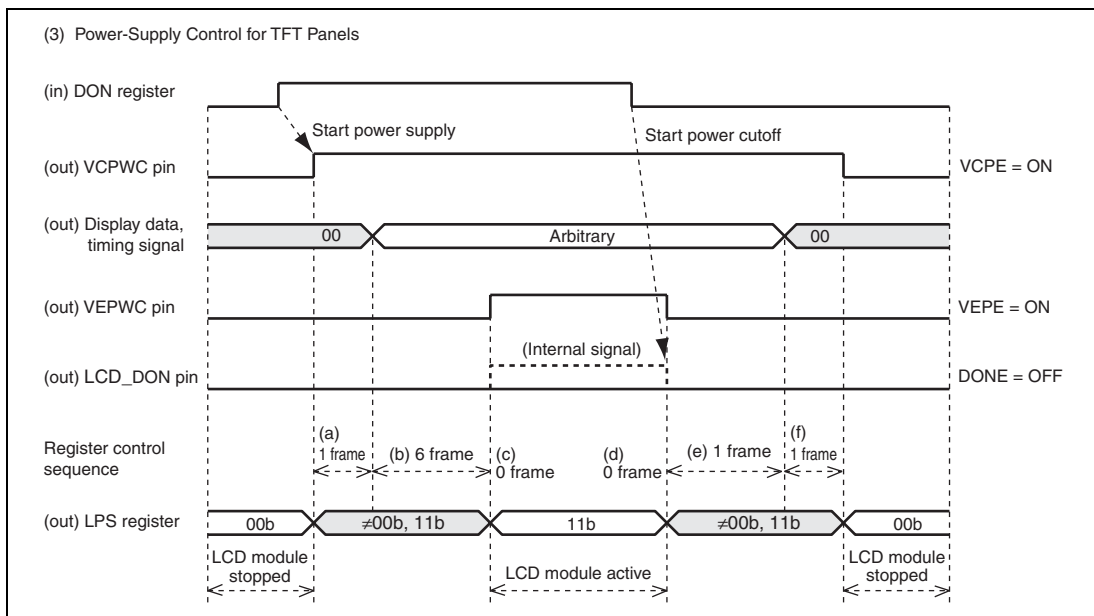 (3) Power-Supply Control for TFT Panels
(in) DON register
Start power supply
Start power cutoff
(out) VCPWC pin
VCPE = ON
(out) Display data,
timing signal
00
Arbitrary
00
(out) VEPWC pin
VEPE = ON
(Internal signal)
(out) LCD_DON pin
DONE = OFF
Register control
sequence
(a)
1 frame
(b) 6 frame
(c)
0 frame
(d)
0 frame
(e) 1 frame
(f)
1 frame
(out) LPS register
00b
≠00b, 11b
11b
≠00b, 11b
00b
LCD module
stopped
LCD module active
LCD module
stopped